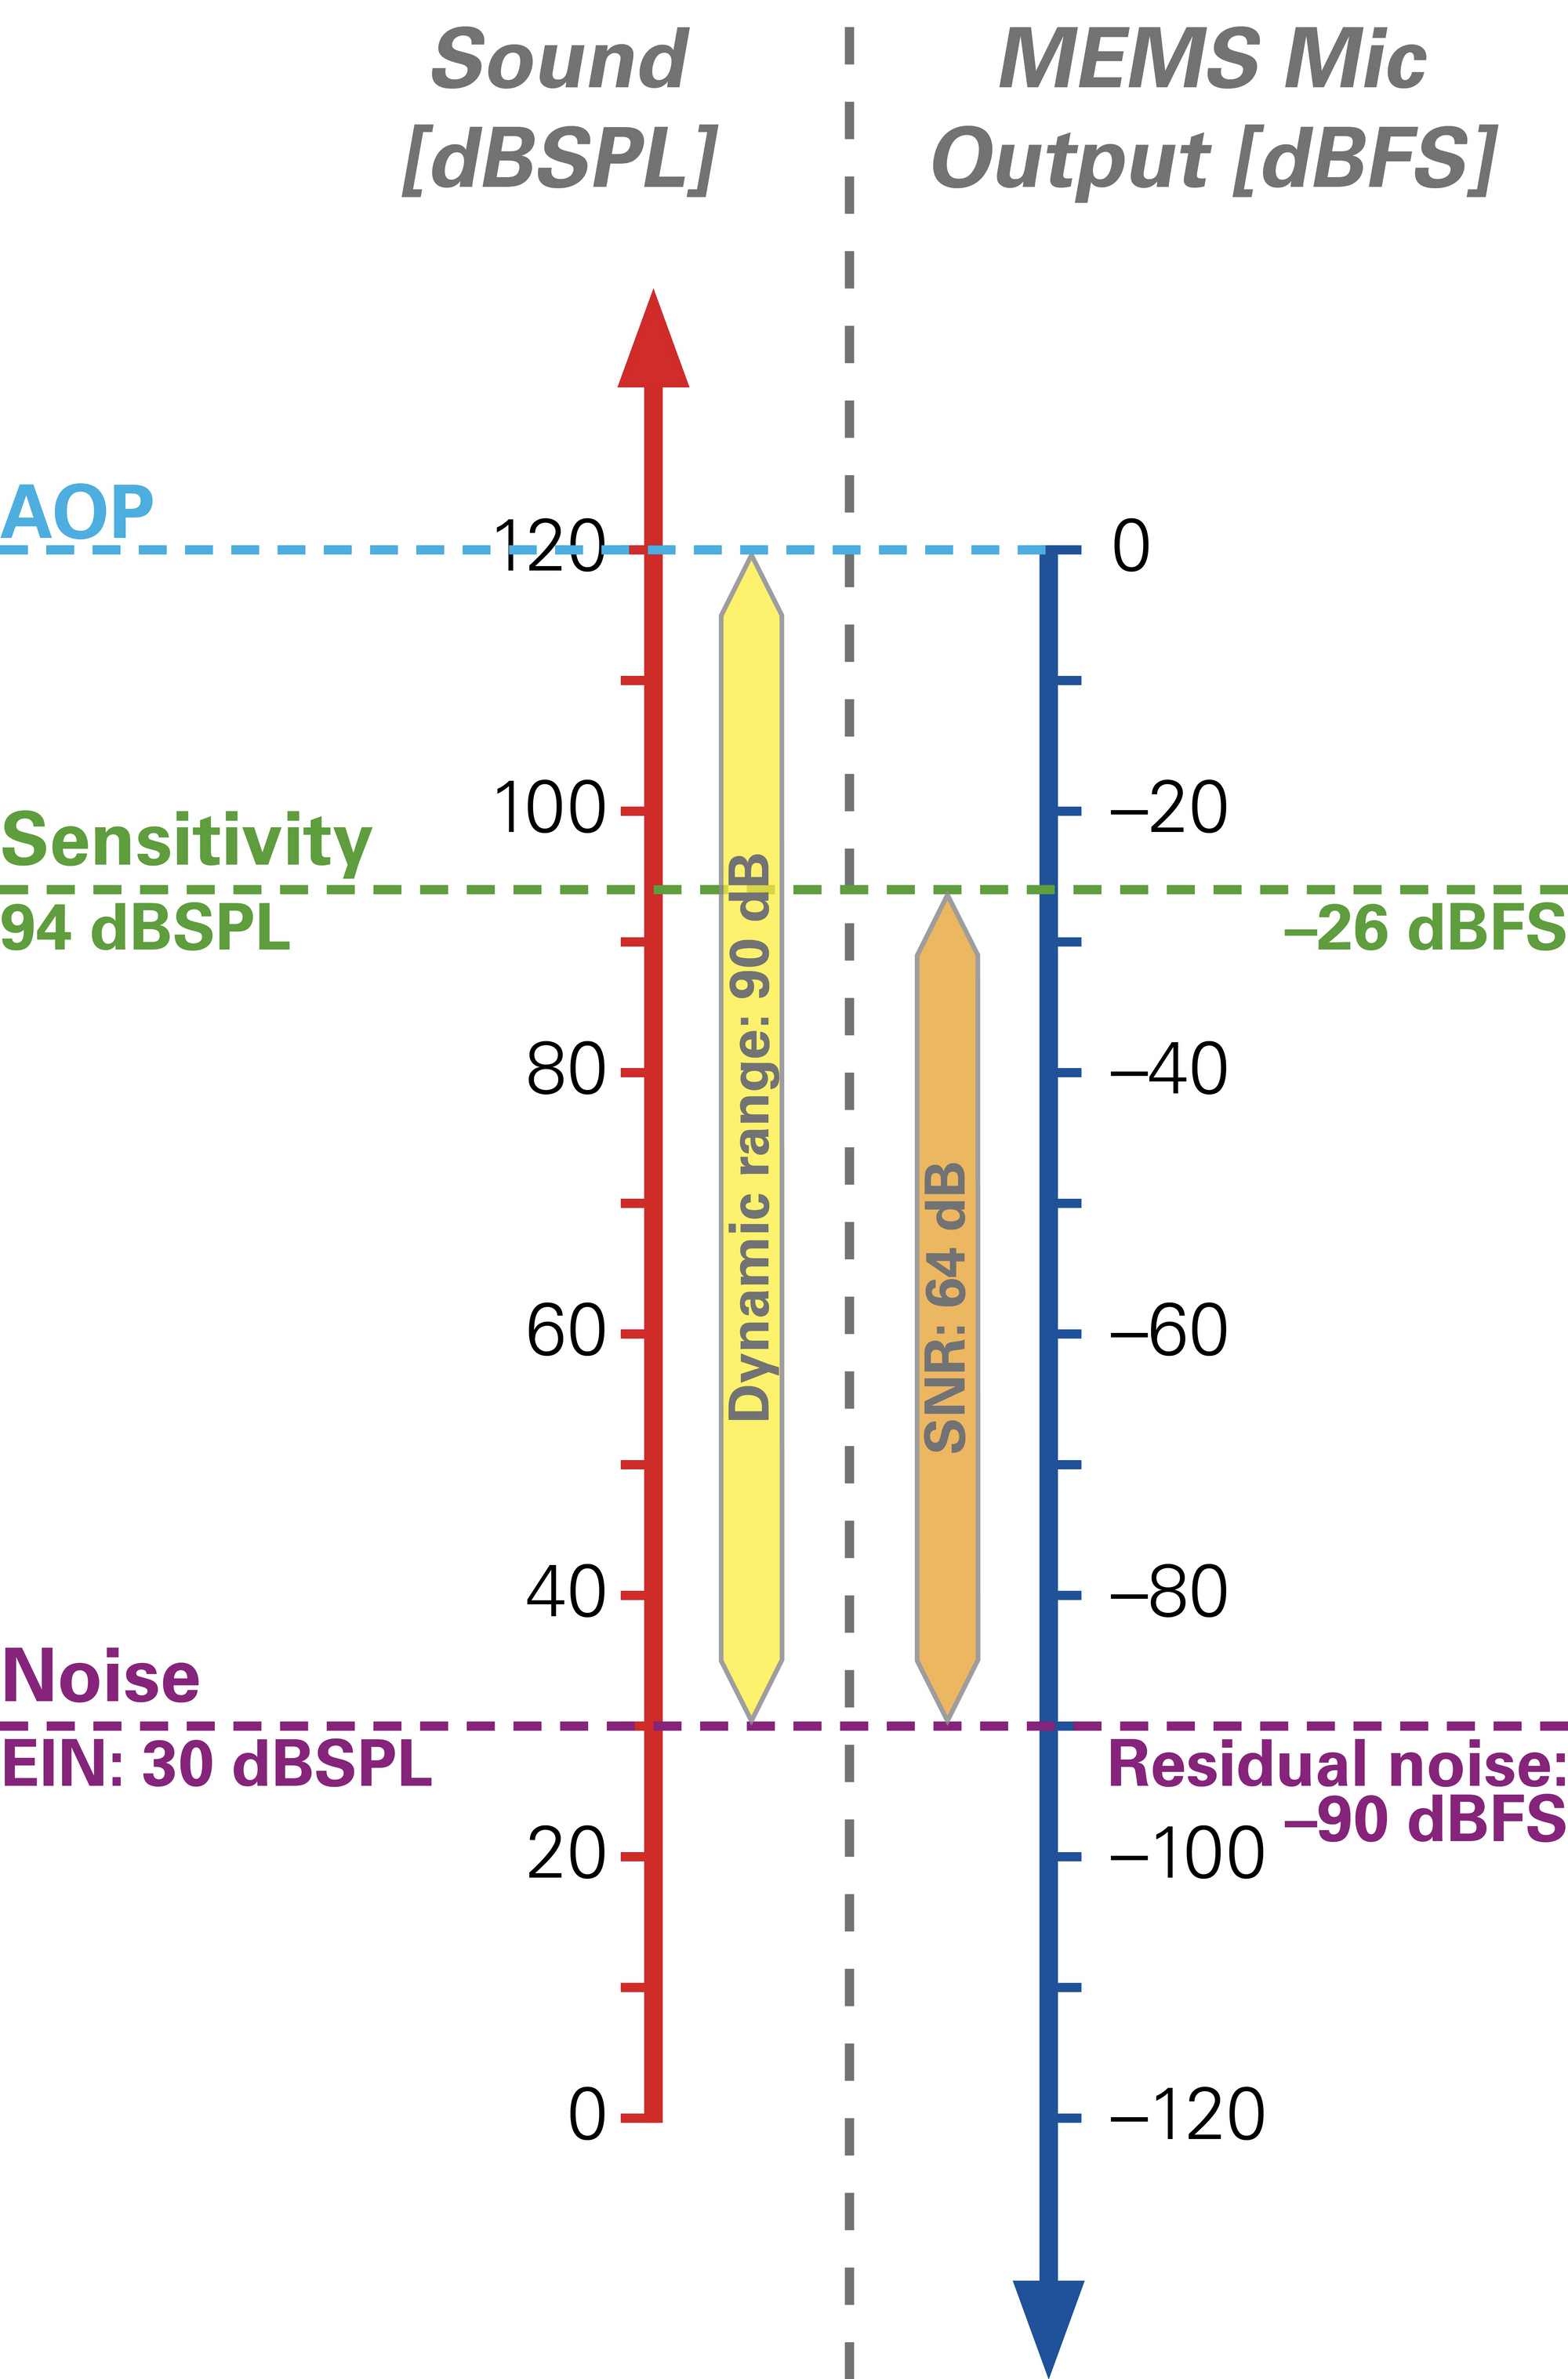 Sound
[dBSPL]
MEMS Mic
Output [dBFS]
AOP
120
0
100
–20
Sensitivity
94 dBSPL
–26 dBFS
Dynamic range: 90 dB
SNR: 64 dB
80
–40
60
–60
40
–80
Noise
EIN: 30 dBSPL
Residual noise:
–90 dBFS
20
–100
0
–120